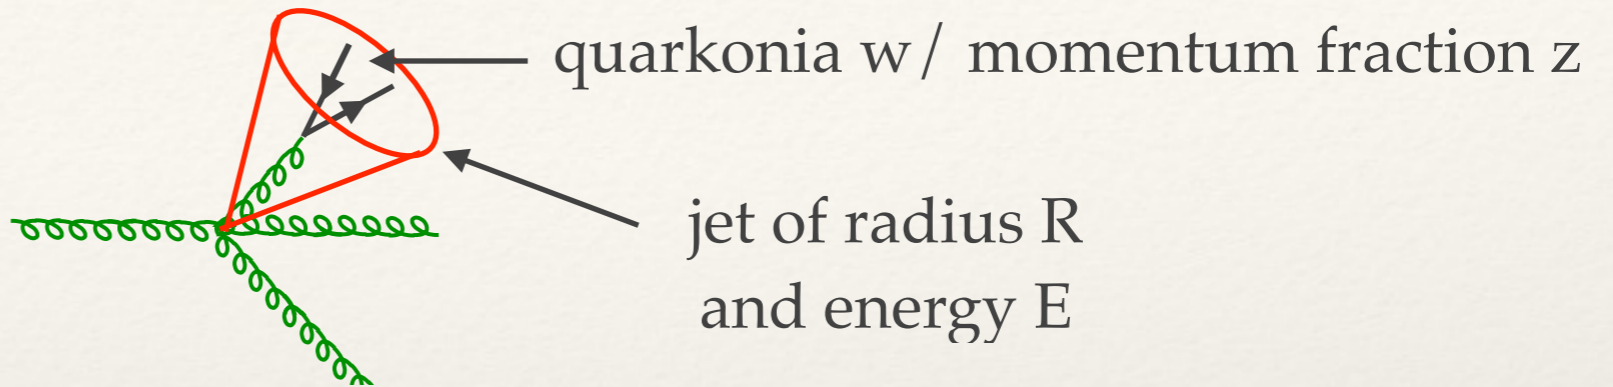 quarkonia w/ momentum fraction z
jet of radius R
and energy E